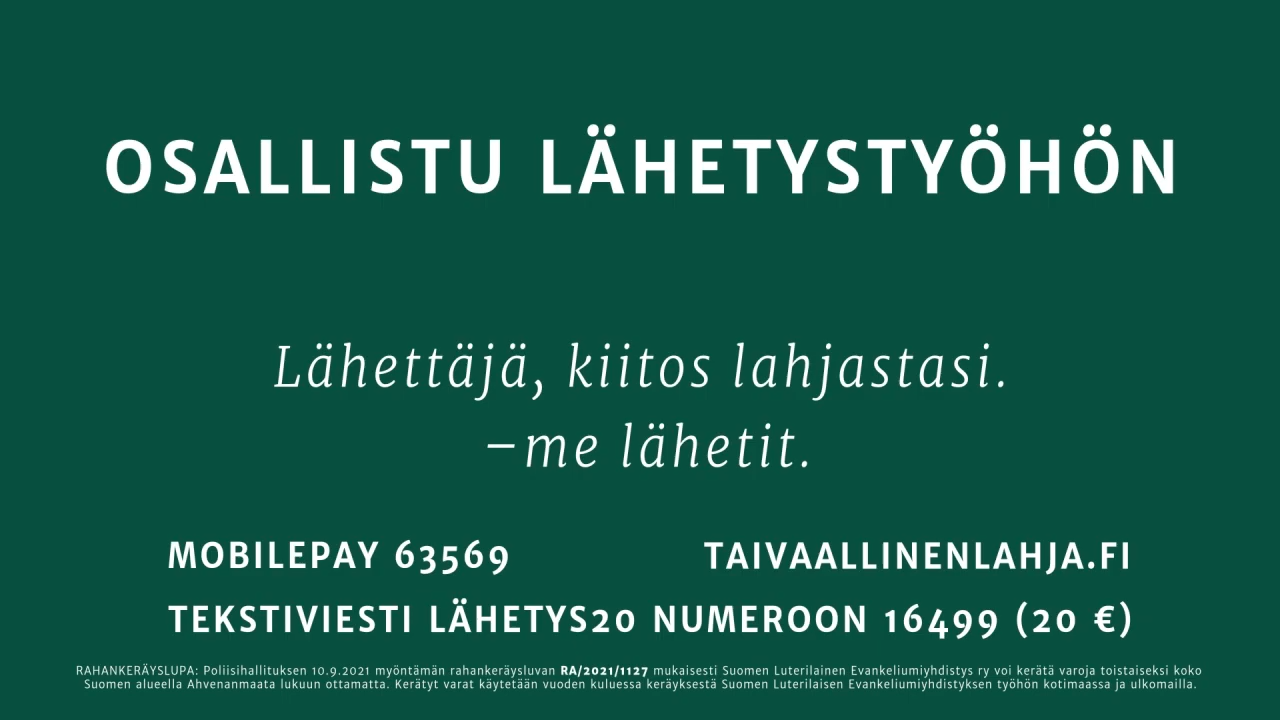 OSALLISTU LÄHETYSTYÖHÖN
Lähettäjä, kiitos lahjastasi.
–me lähetit.
MOBILEPAY 63569
TAIVAALLINENLAHJA.FI
TEKSTIVIESTI LÄHETYS20 NUMEROON 16499 (20 €)
RAHANKERÄYSLUPA: Poliisihallituksen 10.9.2021 myöntämän rahankeräysluvan RA/2021/1127 mukaisesti Suomen Luterilainen Evankeliumiyhdistys ry voi kerätä varoja toistaiseksi koko
Suomen alueella Ahvenanmaata lukuun ottamatta. Kerätyt varat käytetään vuoden kuluessa keräyksestä Suomen Luterilaisen Evankeliumiyhdistyksen työhön kotimaassa ja ulkomailla.